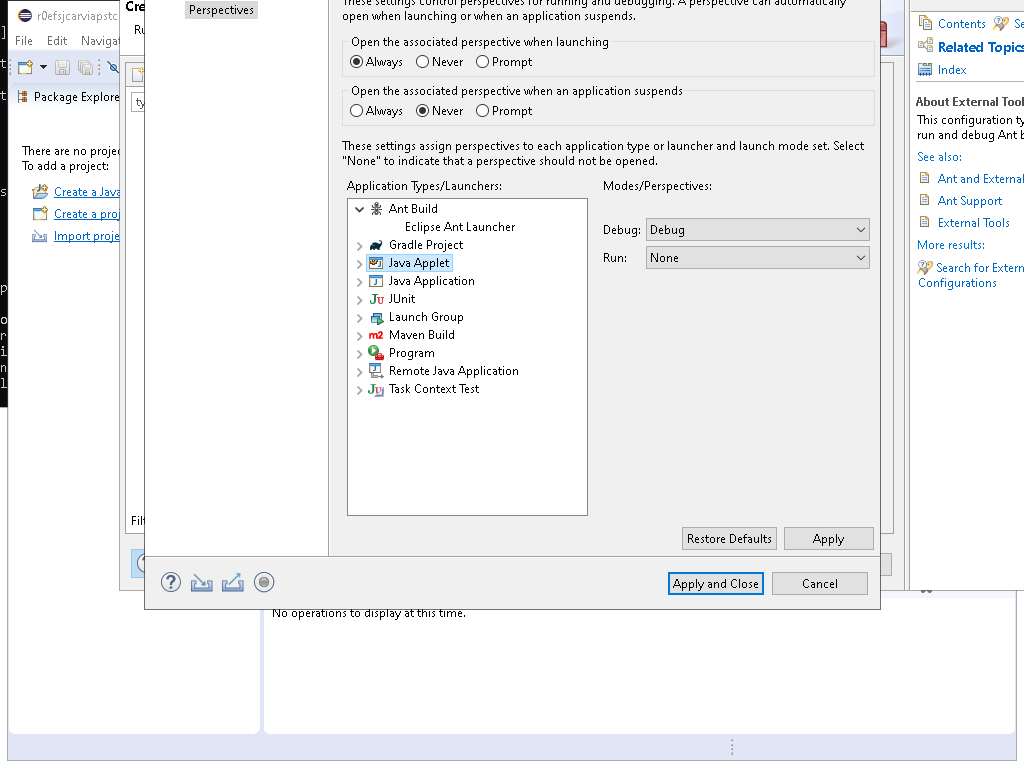 r0efsjcarviapstc
File Edit Navigat
Package Explore
There are no projec
To add a project:
Create a Java
Create a proj
Import proje
Cre
Ru
ty
Filt
Perspectives
These settings control perspectives for running and debugging. A perspective can automatically
open when launching or when an application suspends.
Open the associated perspective when launching
Always Never Prompt
Open the associated perspective when an application suspends
Always Never Prompt
These settings assign perspectives to each application type or launcher and launch mode set. Select
"None" to indicate that a perspective should not be opened.
Application Types/Launchers:
Modes/Perspectives:
Ant Build
Eclipse Ant Launcher
Gradle Project
Java Applet
Java Application
JUnit
Launch Group
Maven Build
Program
Remote Java Application
Task Context Test
Debug: Debug
Run: None
Restore Defaults Apply
Apply and Close Cancel
No operations to display at this time.
Contents Se
Related Topics
Index
About External Tool
This configuration ty
run and debug Ant b
See also:
Ant and External
Ant Support
External Tools
More results:
Search for Extern
Configurations